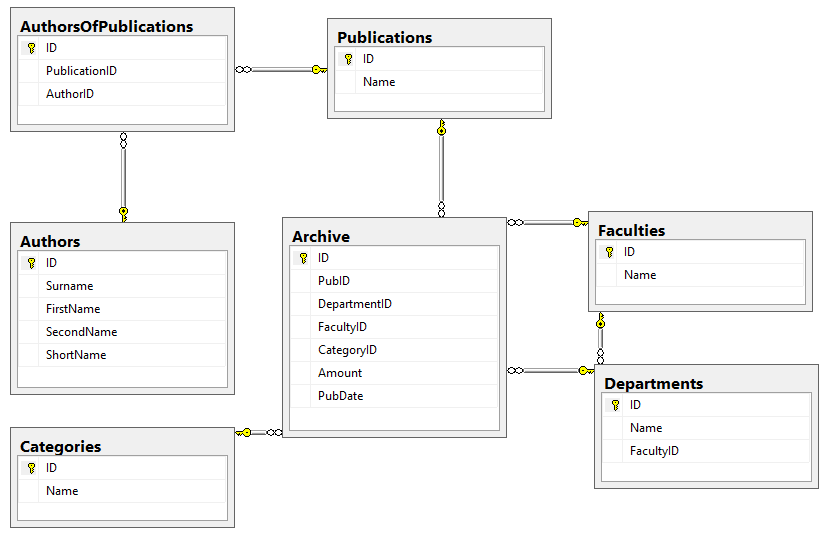 AuthorsOfPublications
ID
PublicationID
AuthorID
Publications
ID
Name
Authors
ID
Surname
FirstName
SecondName
ShortName
Archive
ID
PubID
DepartmentID
FacultyID
CategoryID
Amount
PubDate
Faculties
ID
Name
Departments
ID
Name
FacultyID
Categories
ID
Name